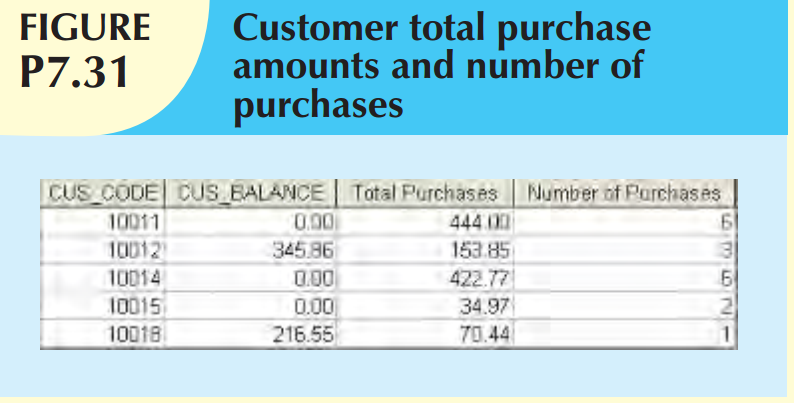 FIGURE
P7.31
Customer total purchase
amounts and number of
purchases
CUS_CODE CUS_BALANCE Total Purchases Number of Purchases
10011 0.00 444.00 6
10012 345.86 153.85 3
10014 0.00 422.77 6
10015 0.00 34.97 2
10018 216.55 70.44 1